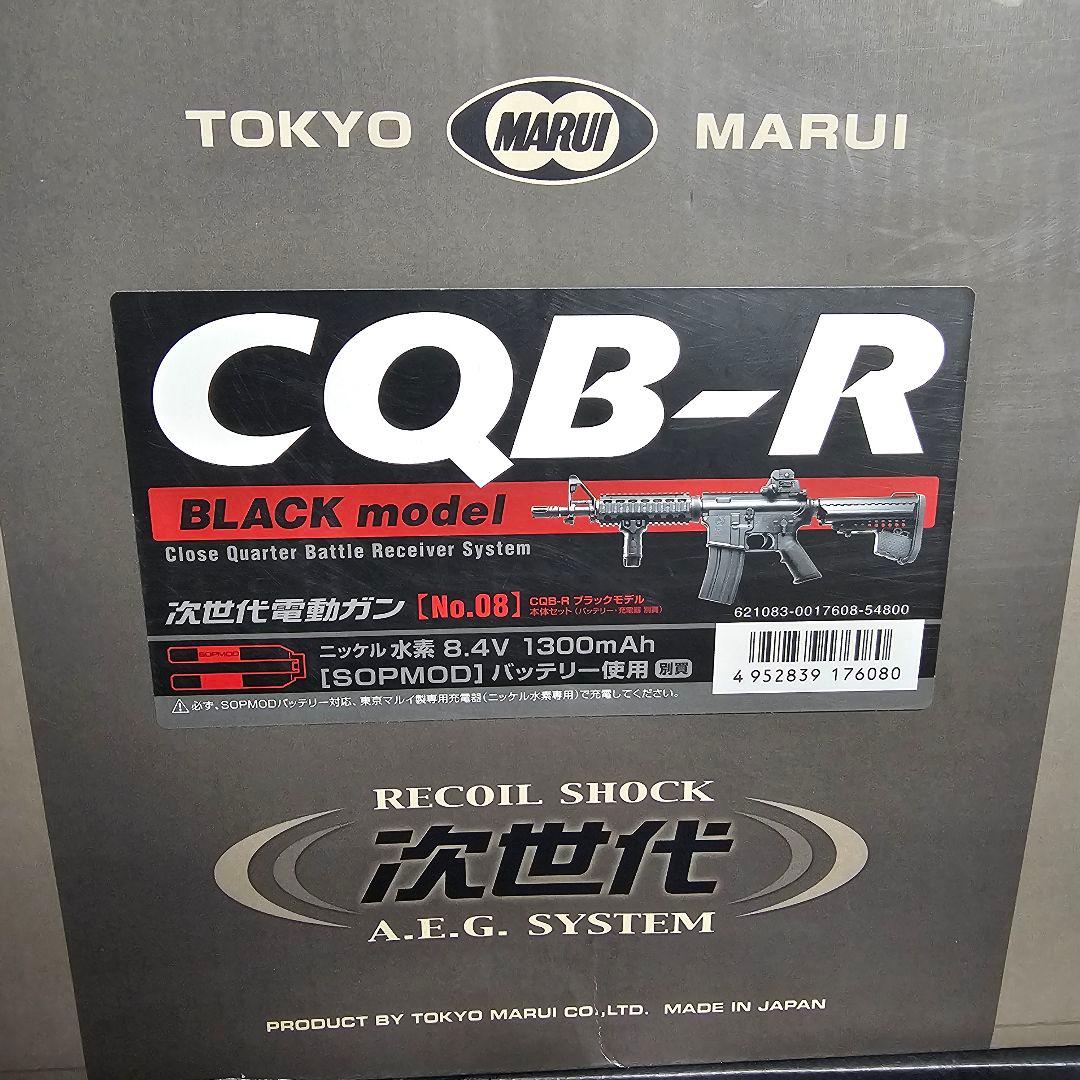 TOKYO MARUI MARUI
CQB-R
BLACK model
Close Quarter Battle Receiver System
次世代電動ガン [No.08] CQB-R ブラックモデル
本体セット(バッテリー・充電器 別買)
621083-0017608-54800
SOPMOD
ニッケル水素 8.4V 1300mAh
[SOPMOD]バッテリー使用 別買
4 952839 176080
必ず、SOPMODバッテリー対応、東京マルイ製専用充電器(ニッケル水素専用)で充電してください。
RECOIL SHOCK
次世代
A.E.G. SYSTEM
PRODUCT BY TOKYO MARUI CO.,LTD. MADE IN JAPAN